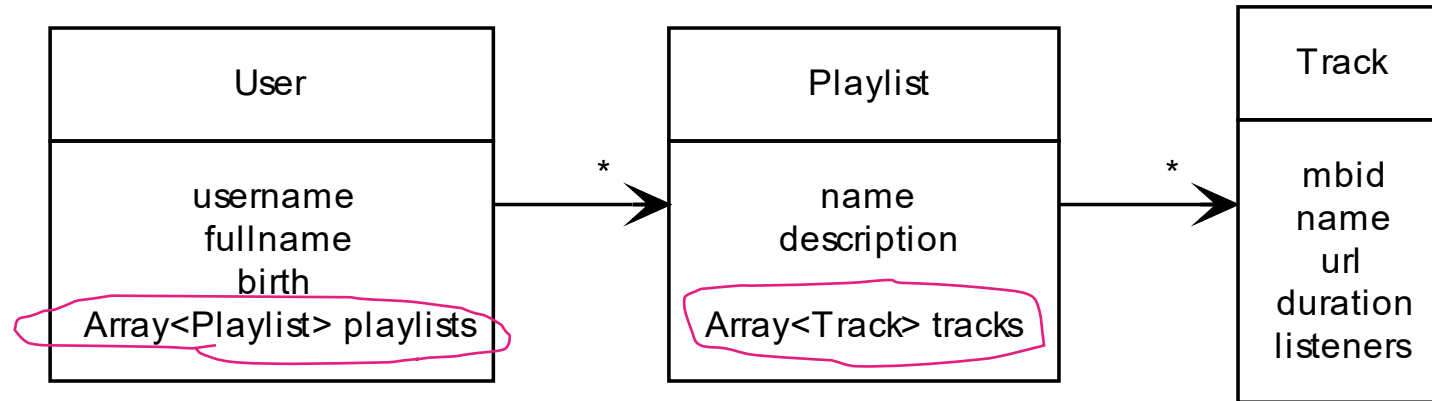 User
username
fullname
birth
Array<Playlist> playlists
*
Playlist
name
description
Array<Track> tracks
*
Track
mbid
name
url
duration
listeners